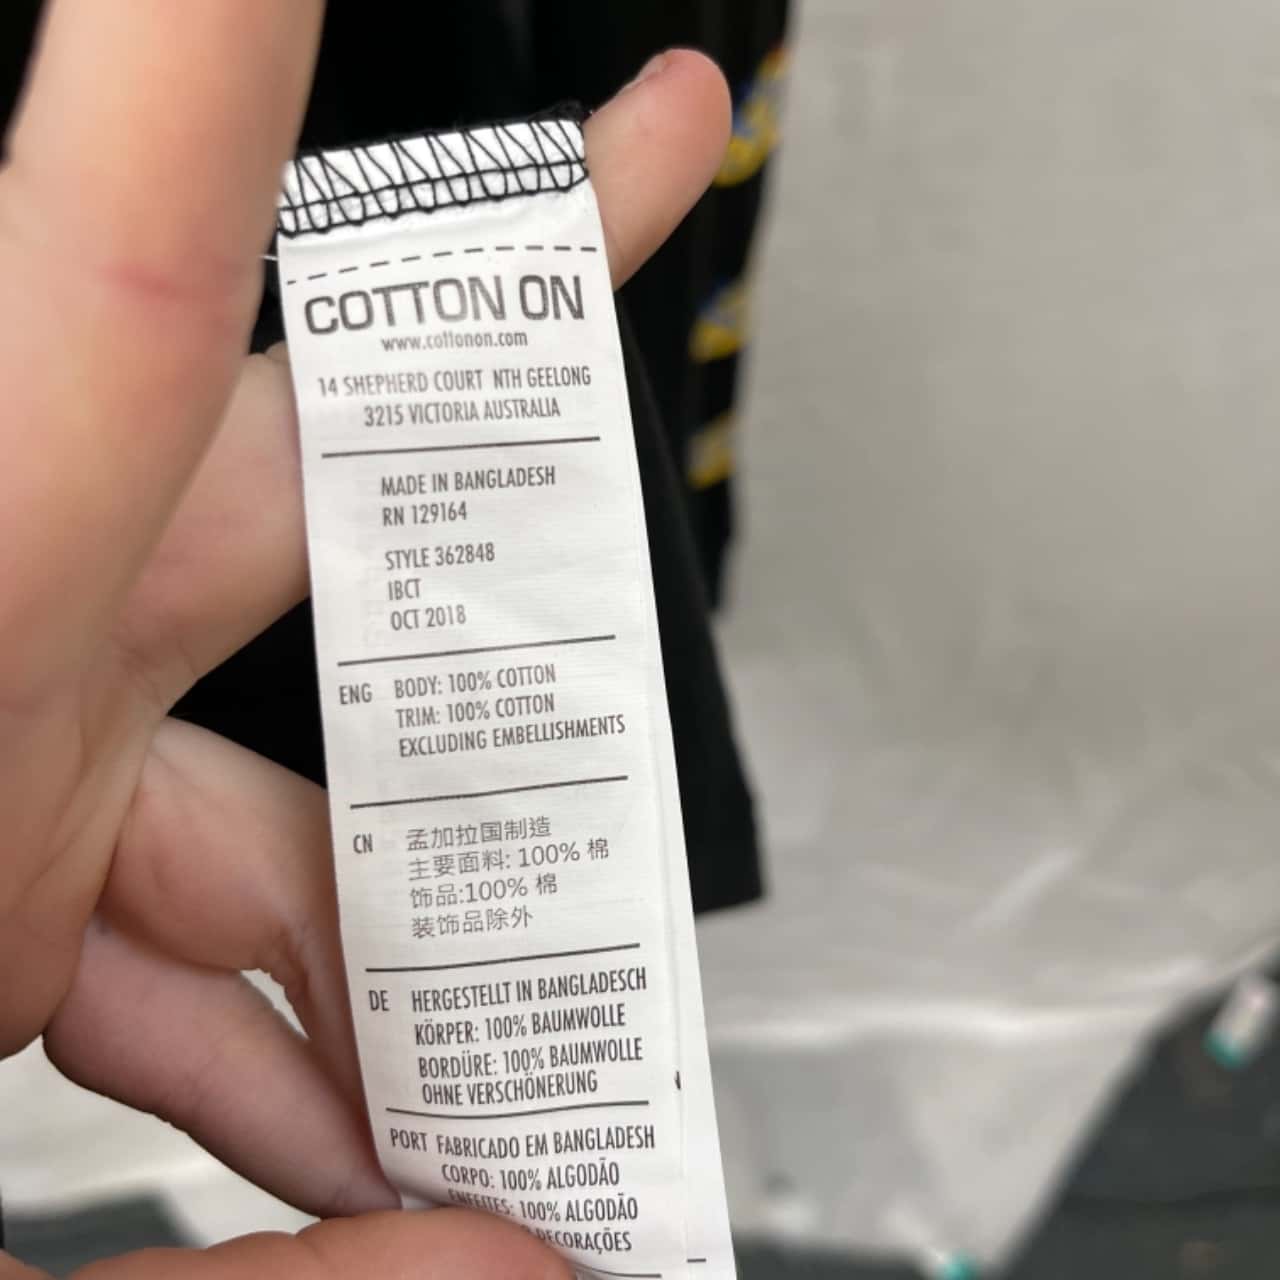 COTTON ON
www.cottonon.com
14 SHEPHERD COURT NTH GEELONG
3215 VICTORIA AUSTRALIA
MADE IN BANGLADESH
RN 129164
STYLE 362848
IBCT
OCT 2018
ENG BODY: 100% COTTON
TRIM: 100% COTTON
EXCLUDING EMBELLISHMENTS
CN 孟加拉国制造
主要面料: 100% 棉
饰品:100% 棉
装饰品除外
DE HERGESTELLT IN BANGLADESCH
KÖRPER: 100% BAUMWOLLE
BORDÜRE: 100% BAUMWOLLE
OHNE VERSCHÖNERUNG
PORT FABRICADO EM BANGLADESH
CORPO: 100% ALGODÃO
ENFEITES: 100% ALGODÃO
DECORAÇÕES